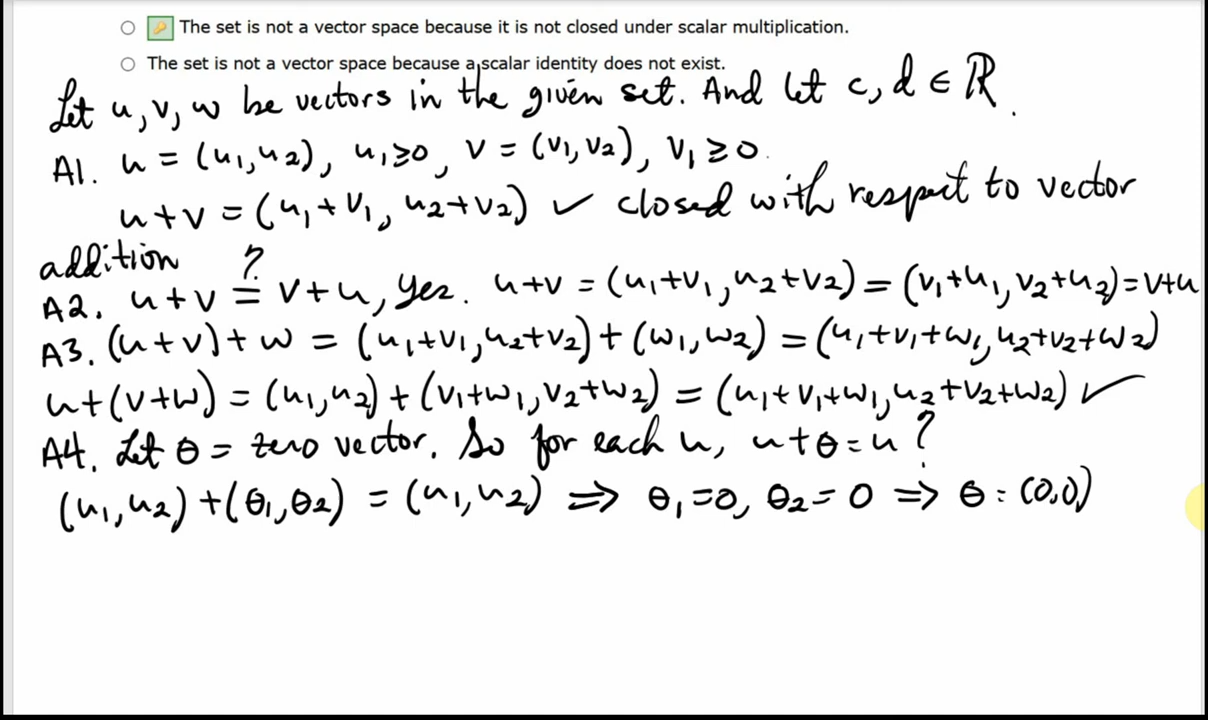 The set is not a vector space because it is not closed under scalar multiplication.
The set is not a vector space because a scalar identity does not exist.
Let u, v, w be vectors in the given set. And let c, d ∈ ℝ.
A1. u = (u₁, u₂), u₁ ≥ 0, v = (v₁, v₂), v₁ ≥ 0.
u + v = (u₁ + v₁, u₂ + v₂) ✓ closed with respect to vector
addition
A2. u + v ≟ v + u, yes. u + v = (u₁ + v₁, u₂ + v₂) = (v₁ + u₁, v₂ + u₂) = v + u
A3. (u + v) + w = (u₁ + v₁, u₂ + v₂) + (w₁, w₂) = (u₁ + v₁ + w₁, u₂ + v₂ + w₂)
u + (v + w) = (u₁, u₂) + (v₁ + w₁, v₂ + w₂) = (u₁ + v₁ + w₁, u₂ + v₂ + w₂) ✓
A4. Let θ = zero vector. So for each u, u + θ = u ?
(u₁, u₂) + (θ₁, θ₂) = (u₁, u₂) ⇒ θ₁ = 0, θ₂ = 0 ⇒ θ = (0, 0)